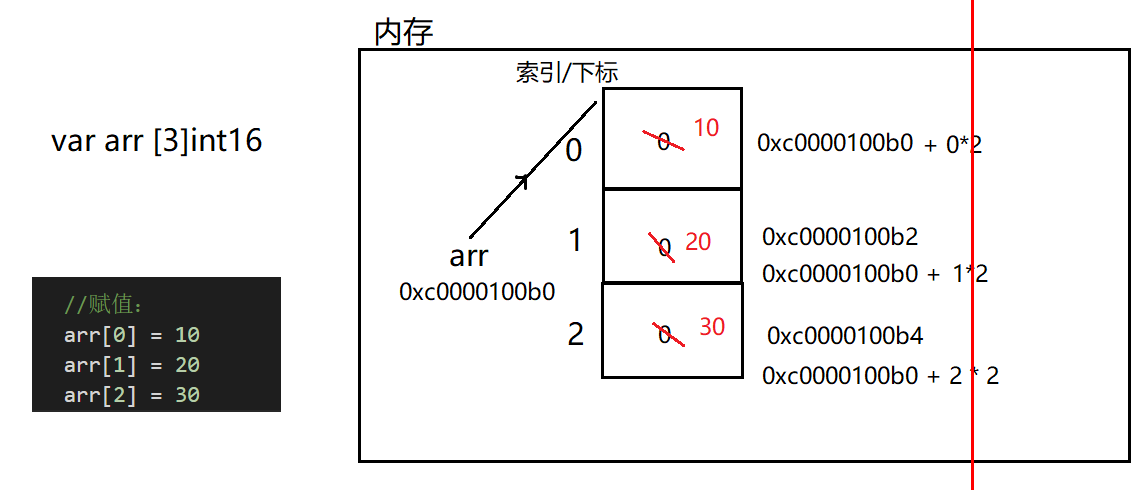 内存
索引/下标
var arr [3]int16
0
0 10
0xc0000100b0 + 0*2
1
0 20
0xc0000100b2
0xc0000100b0 + 1*2
arr
0xc0000100b0
2
0 30
0xc0000100b4
0xc0000100b0 + 2 * 2
//赋值:
arr[0] = 10
arr[1] = 20
arr[2] = 30